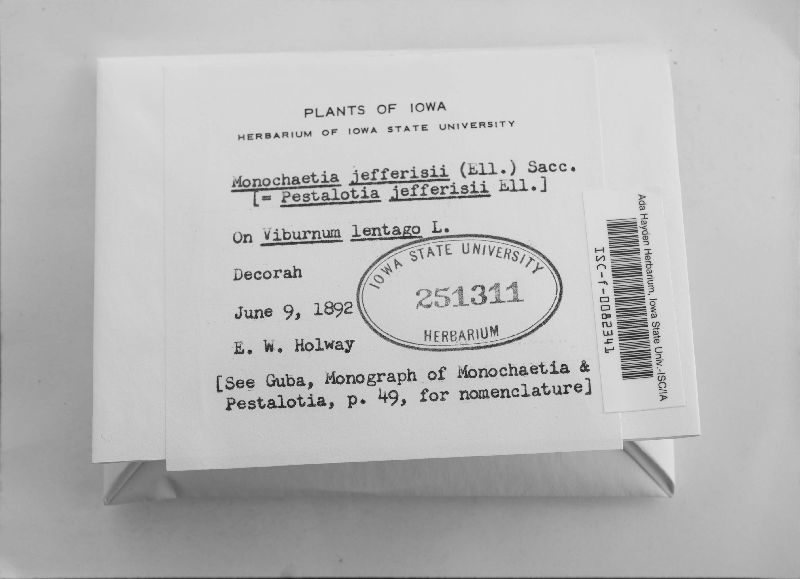 PLANTS OF IOWA
HERBARIUM OF IOWA STATE UNIVERSITY
Monochaetia jefferisii (Ell.) Sacc.
[= Pestalotia jefferisii Ell.]
On Viburnum lentago L.
Decorah
June 9, 1892
E. W. Holway
[See Guba, Monograph of Monochaetia &
Pestalotia, p. 49, for nomenclature]
IOWA STATE UNIVERSITY
251311
HERBARIUM
Ada Hayden Herbarium, Iowa State Univ.-ISC/IA
ISC-f-0082341